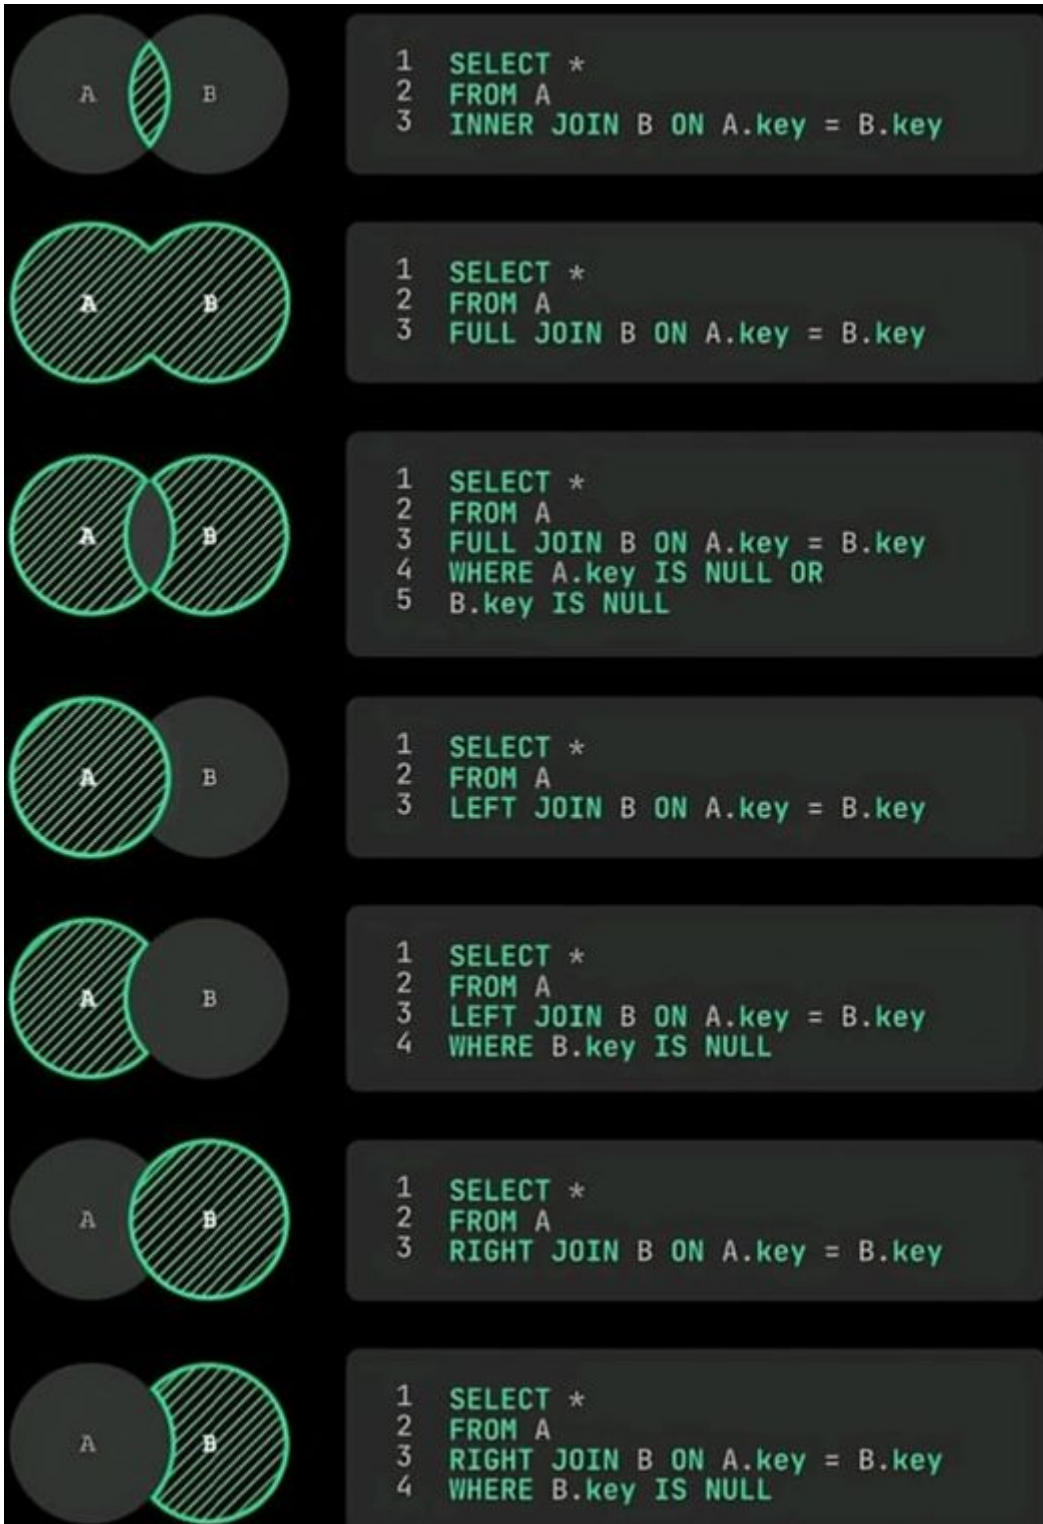 A B
1 SELECT *
2 FROM A
3 INNER JOIN B ON A.key = B.key
A B
1 SELECT *
2 FROM A
3 FULL JOIN B ON A.key = B.key
A B
1 SELECT *
2 FROM A
3 FULL JOIN B ON A.key = B.key
4 WHERE A.key IS NULL OR
5 B.key IS NULL
A B
1 SELECT *
2 FROM A
3 LEFT JOIN B ON A.key = B.key
A B
1 SELECT *
2 FROM A
3 LEFT JOIN B ON A.key = B.key
4 WHERE B.key IS NULL
A B
1 SELECT *
2 FROM A
3 RIGHT JOIN B ON A.key = B.key
A B
1 SELECT *
2 FROM A
3 RIGHT JOIN B ON A.key = B.key
4 WHERE B.key IS NULL